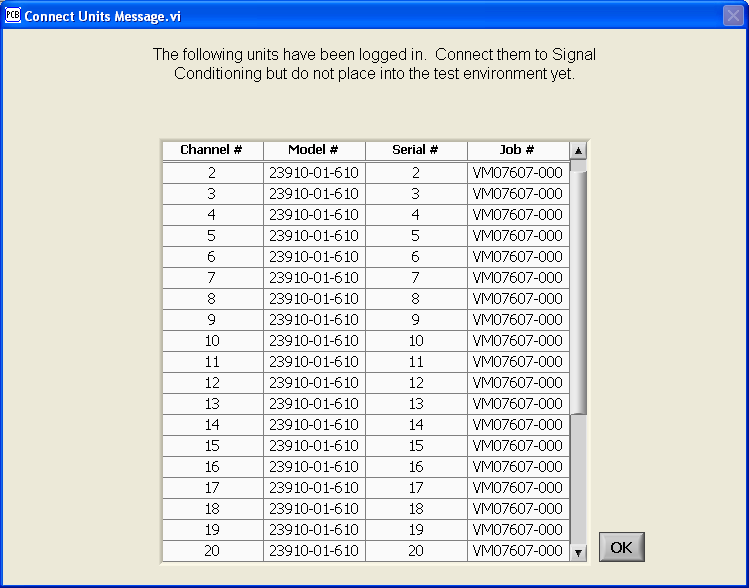 PCB Connect Units Message.vi
The following units have been logged in. Connect them to Signal
Conditioning but do not place into the test environment yet.
Channel # Model # Serial # Job #
2 23910-01-610 2 VM07607-000
3 23910-01-610 3 VM07607-000
4 23910-01-610 4 VM07607-000
5 23910-01-610 5 VM07607-000
6 23910-01-610 6 VM07607-000
7 23910-01-610 7 VM07607-000
8 23910-01-610 8 VM07607-000
9 23910-01-610 9 VM07607-000
10 23910-01-610 10 VM07607-000
11 23910-01-610 11 VM07607-000
12 23910-01-610 12 VM07607-000
13 23910-01-610 13 VM07607-000
14 23910-01-610 14 VM07607-000
15 23910-01-610 15 VM07607-000
16 23910-01-610 16 VM07607-000
17 23910-01-610 17 VM07607-000
18 23910-01-610 18 VM07607-000
19 23910-01-610 19 VM07607-000
20 23910-01-610 20 VM07607-000
OK